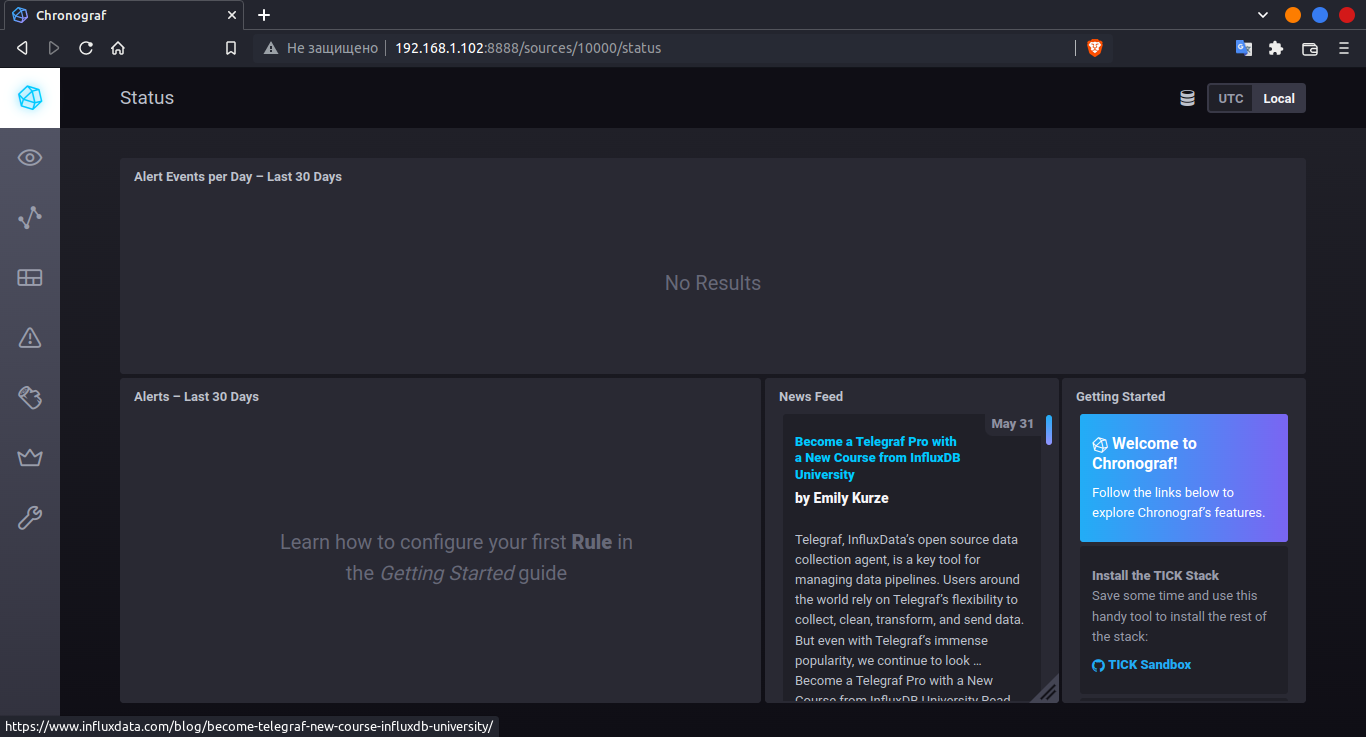 Chronograf
Не защищено
192.168.1.102:8888/sources/10000/status
Status
UTC
Local
Alert Events per Day – Last 30 Days
No Results
Alerts – Last 30 Days
Learn how to configure your first Rule in
the Getting Started guide
News Feed
May 31
Become a Telegraf Pro with
a New Course from InfluxDB
University
by Emily Kurze
Telegraf, InfluxData’s open source data
collection agent, is a key tool for
managing data pipelines. Users around
the world rely on Telegraf’s flexibility to
collect, clean, transform, and send data.
But even with Telegraf’s immense
popularity, we continue to look ...
Become a Telegraf Pro with a New
Course from InfluxDB University Read
Getting Started
Welcome to
Chronograf!
Follow the links below to
explore Chronograf’s features.
Install the TICK Stack
Save some time and use this
handy tool to install the rest of
the stack:
TICK Sandbox
https://www.influxdata.com/blog/become-telegraf-new-course-influxdb-university/